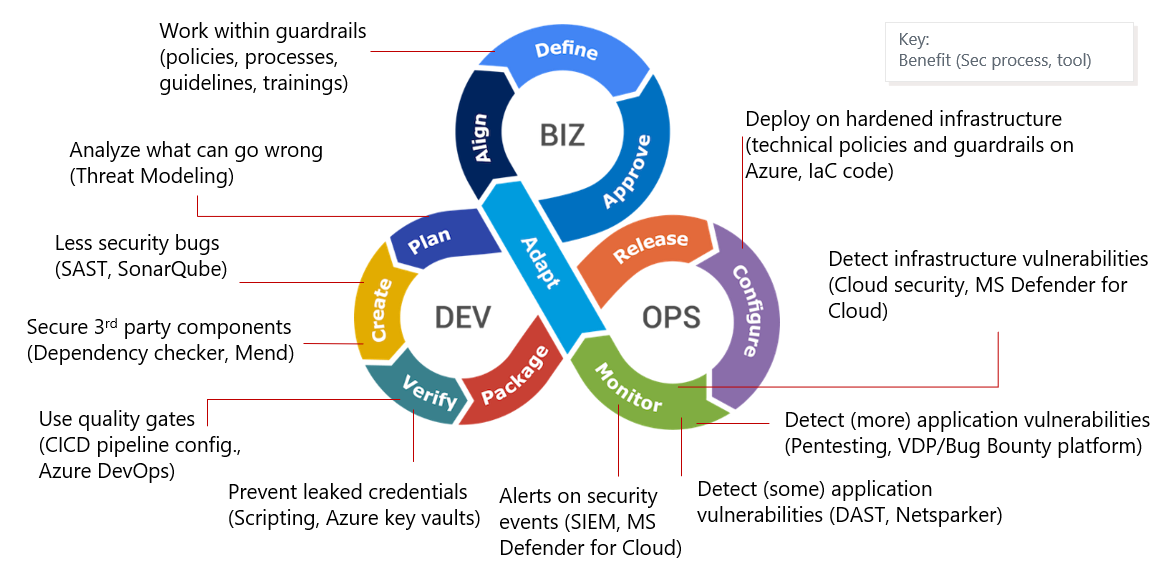 Work within guardrails
(policies, processes,
guidelines, trainings)
Key:
Benefit (Sec process, tool)
Define
Align
BIZ
Approve
Deploy on hardened infrastructure
(technical policies and guardrails on
Azure, IaC code)
Analyze what can go wrong
(Threat Modeling)
Plan
Adapt
Release
Less security bugs
(SAST, SonarQube)
Detect infrastructure vulnerabilities
(Cloud security, MS Defender for
Cloud)
Create
DEV
OPS
Configure
Secure 3rd party components
(Dependency checker, Mend)
Verify
Package
Monitor
Use quality gates
(CICD pipeline config.,
Azure DevOps)
Detect (more) application vulnerabilities
(Pentesting, VDP/Bug Bounty platform)
Prevent leaked credentials
(Scripting, Azure key vaults)
Alerts on security
events (SIEM, MS
Defender for Cloud)
Detect (some) application
vulnerabilities (DAST, Netsparker)